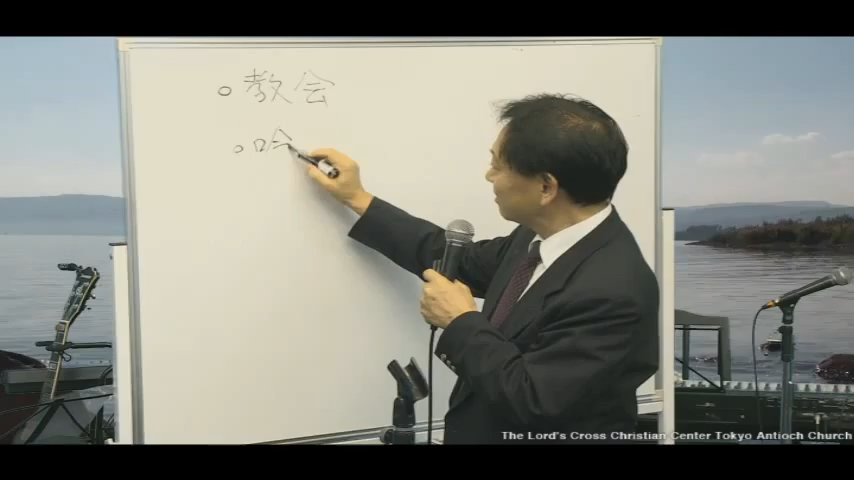 ○教会
The Lord's Cross Christian Center Tokyo Antioch Church